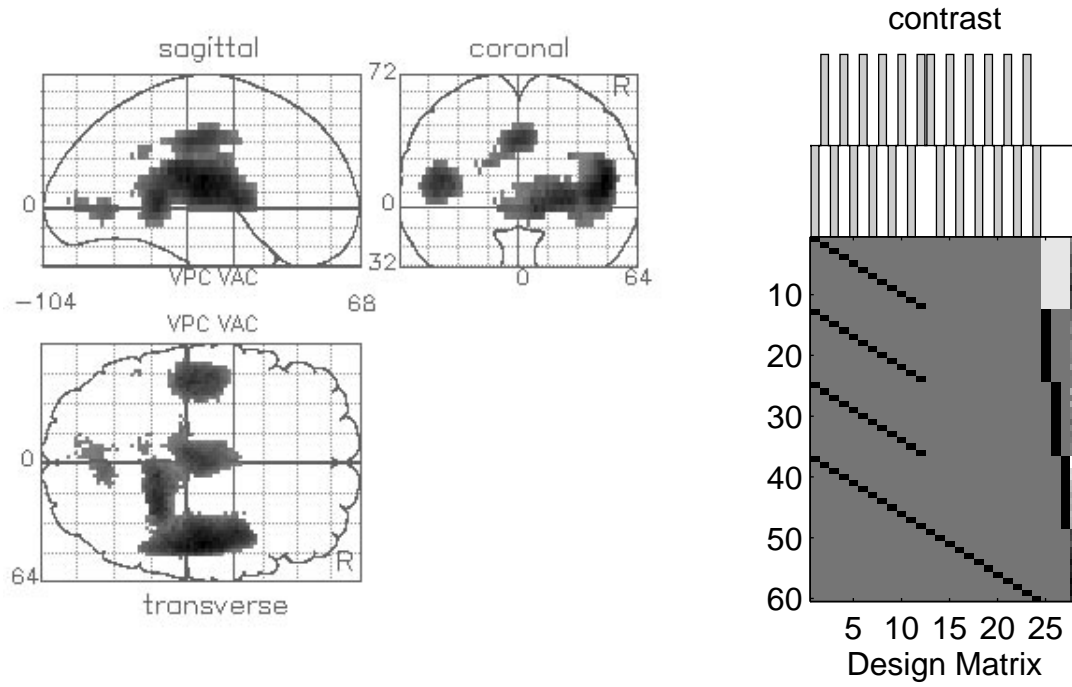 contrast
sagittal
coronal
72
R
0
0
32
VPC VAC
0
64
−104
68
VPC VAC
0
R
64
transverse
10
20
30
40
50
60
5 10 15 20 25
Design Matrix